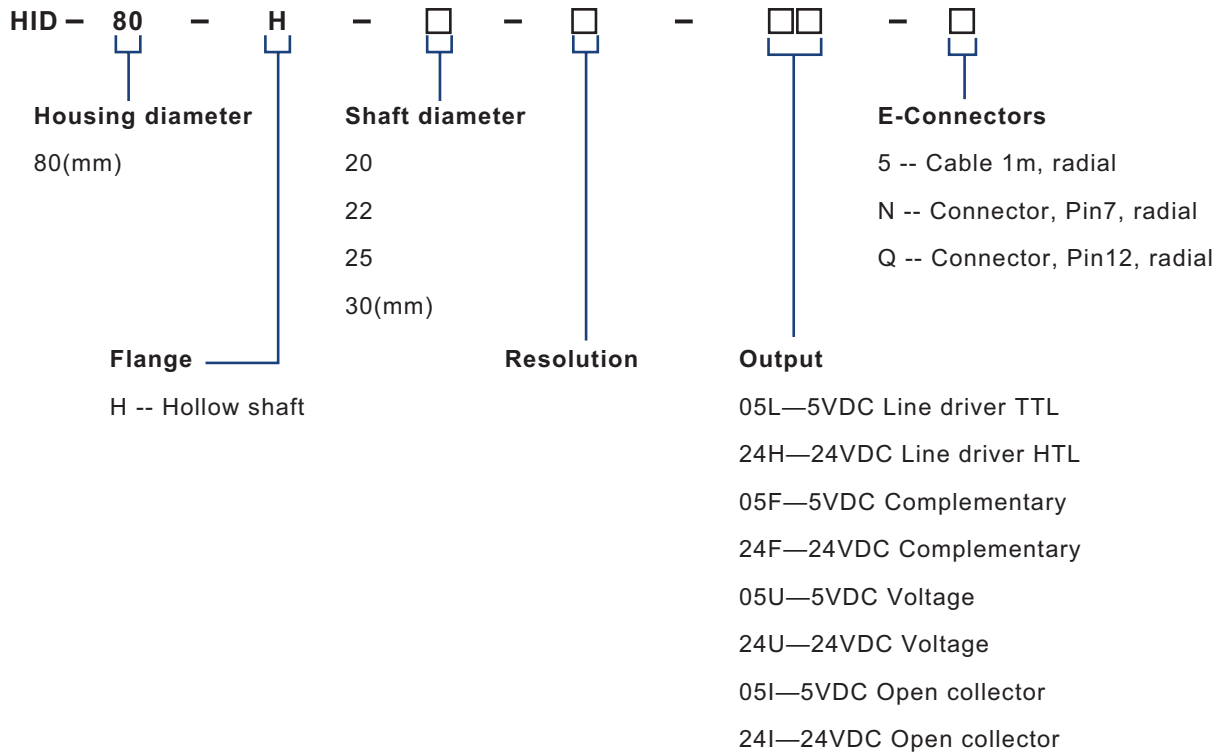 HID – 80 – H – □ – □ – □□ – □
Housing diameter
80(mm)
Shaft diameter
20
22
25
30(mm)
E-Connectors
5 -- Cable 1m, radial
N -- Connector, Pin7, radial
Q -- Connector, Pin12, radial
Flange
H -- Hollow shaft
Resolution
Output
05L—5VDC Line driver TTL
24H—24VDC Line driver HTL
05F—5VDC Complementary
24F—24VDC Complementary
05U—5VDC Voltage
24U—24VDC Voltage
05I—5VDC Open collector
24I—24VDC Open collector